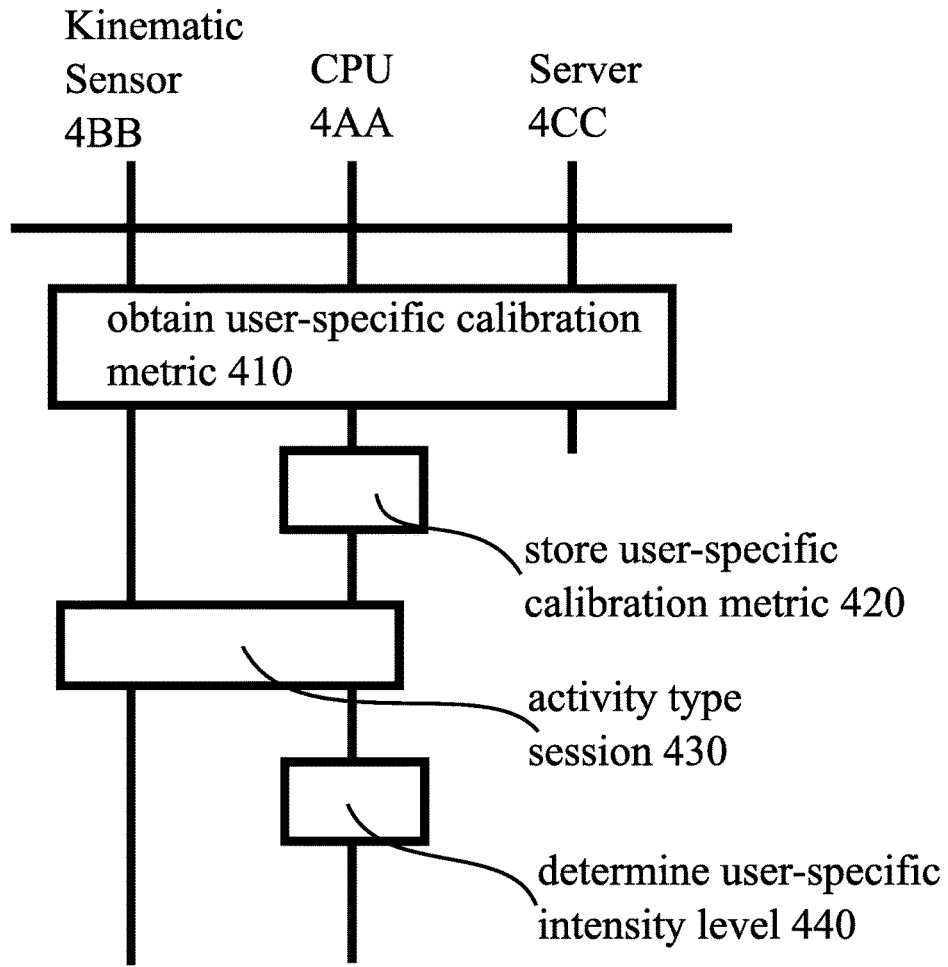 Kinematic
Sensor
4BB
CPU
4AA
Server
4CC
obtain user-specific calibration
metric 410
store user-specific
calibration metric 420
activity type
session 430
determine user-specific
intensity level 440